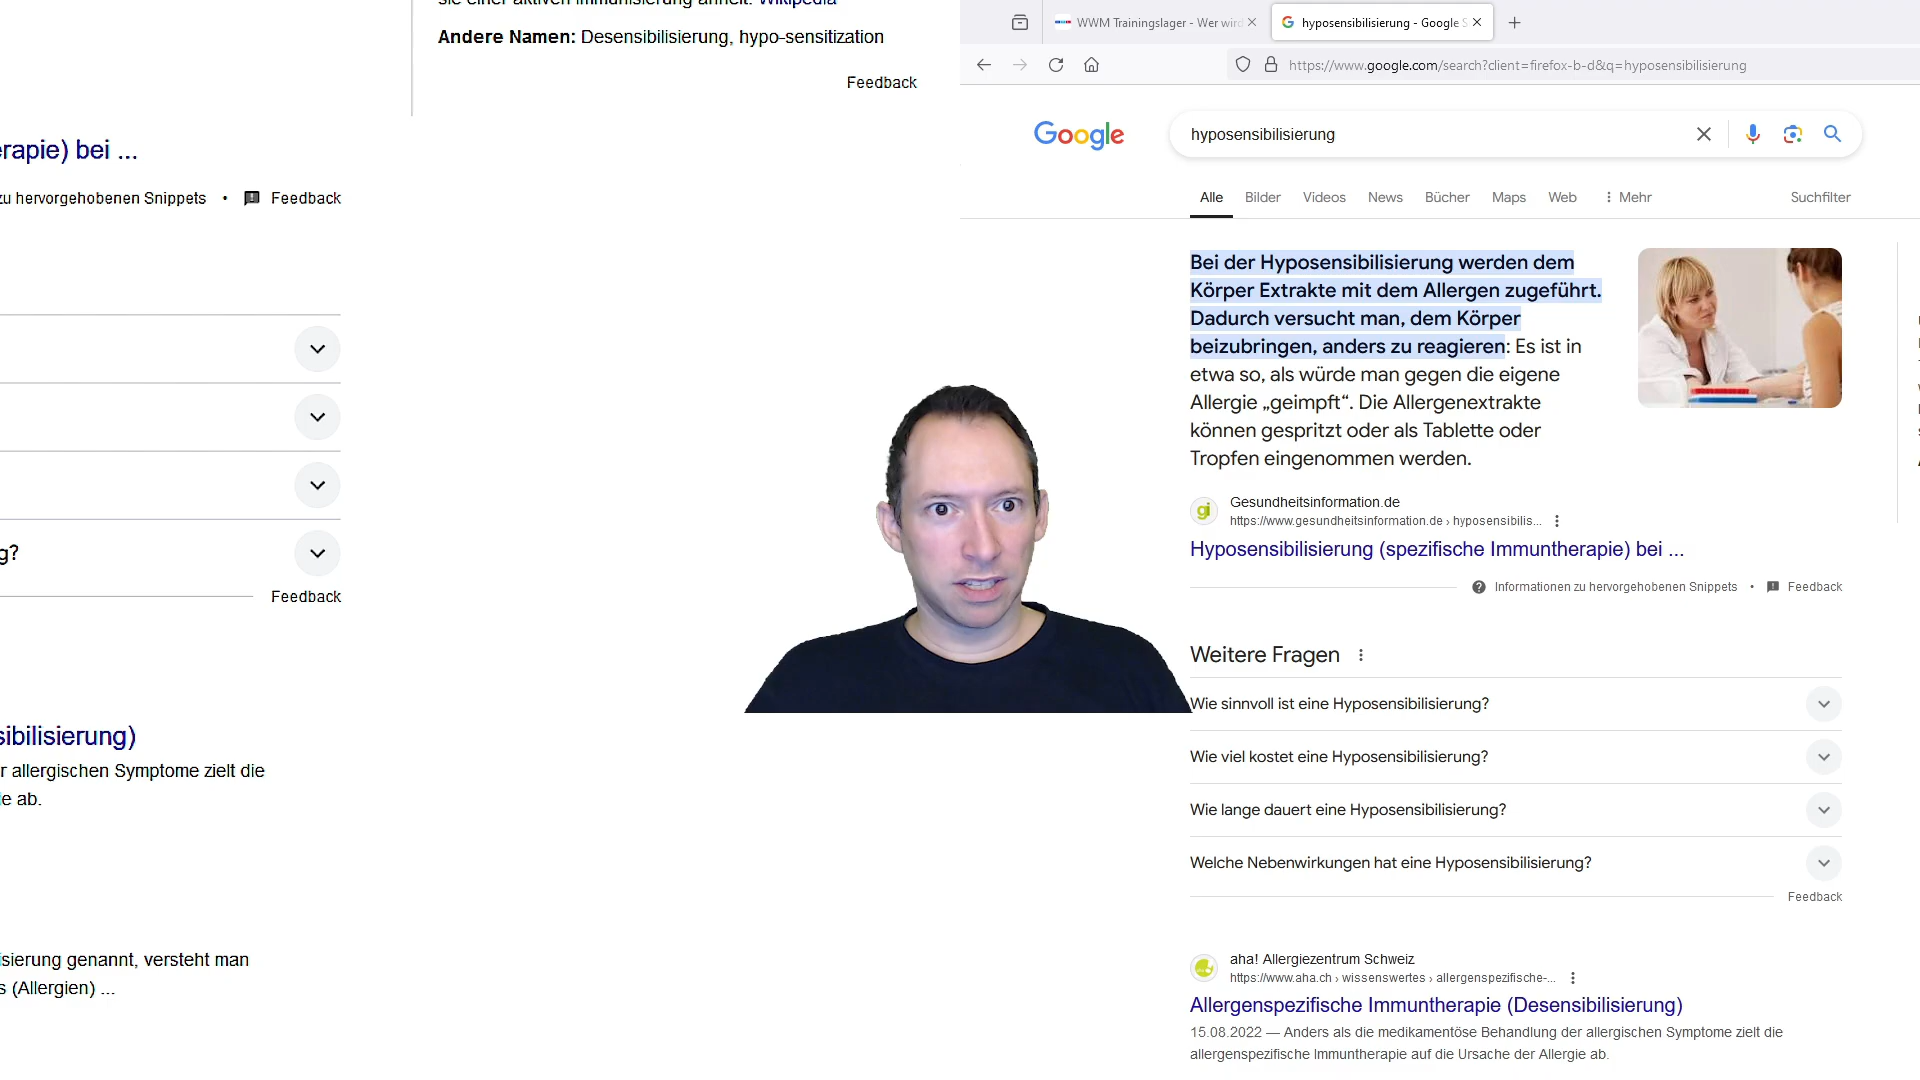 Wikipedia
Andere Namen: Desensibilisierung, hypo-sensitization
Feedback
rapie) bei ...
zu hervorgehobenen Snippets • Feedback
g?
Feedback
sibilisierung)
r allergischen Symptome zielt die
e ab.
isierung genannt, versteht man
s (Allergien) ...
WWM Trainingslager - Wer wird
hyposensibilisierung - Google S
https://www.google.com/search?client=firefox-b-d&q=hyposensibilisierung
Google
hyposensibilisierung
Alle Bilder Videos News Bücher Maps Web Mehr Suchfilter
Bei der Hyposensibilisierung werden dem
Körper Extrakte mit dem Allergen zugeführt.
Dadurch versucht man, dem Körper
beizubringen, anders zu reagieren: Es ist in
etwa so, als würde man gegen die eigene
Allergie „geimpft“. Die Allergenextrakte
können gespritzt oder als Tablette oder
Tropfen eingenommen werden.
gi
Gesundheitsinformation.de
https://www.gesundheitsinformation.de › hyposensibilis...
Hyposensibilisierung (spezifische Immuntherapie) bei ...
Informationen zu hervorgehobenen Snippets • Feedback
Weitere Fragen
Wie sinnvoll ist eine Hyposensibilisierung?
Wie viel kostet eine Hyposensibilisierung?
Wie lange dauert eine Hyposensibilisierung?
Welche Nebenwirkungen hat eine Hyposensibilisierung?
Feedback
aha! Allergiezentrum Schweiz
https://www.aha.ch › wissenswertes › allergenspezifische-...
Allergenspezifische Immuntherapie (Desensibilisierung)
15.08.2022 — Anders als die medikamentöse Behandlung der allergischen Symptome zielt die
allergenspezifische Immuntherapie auf die Ursache der Allergie ab.